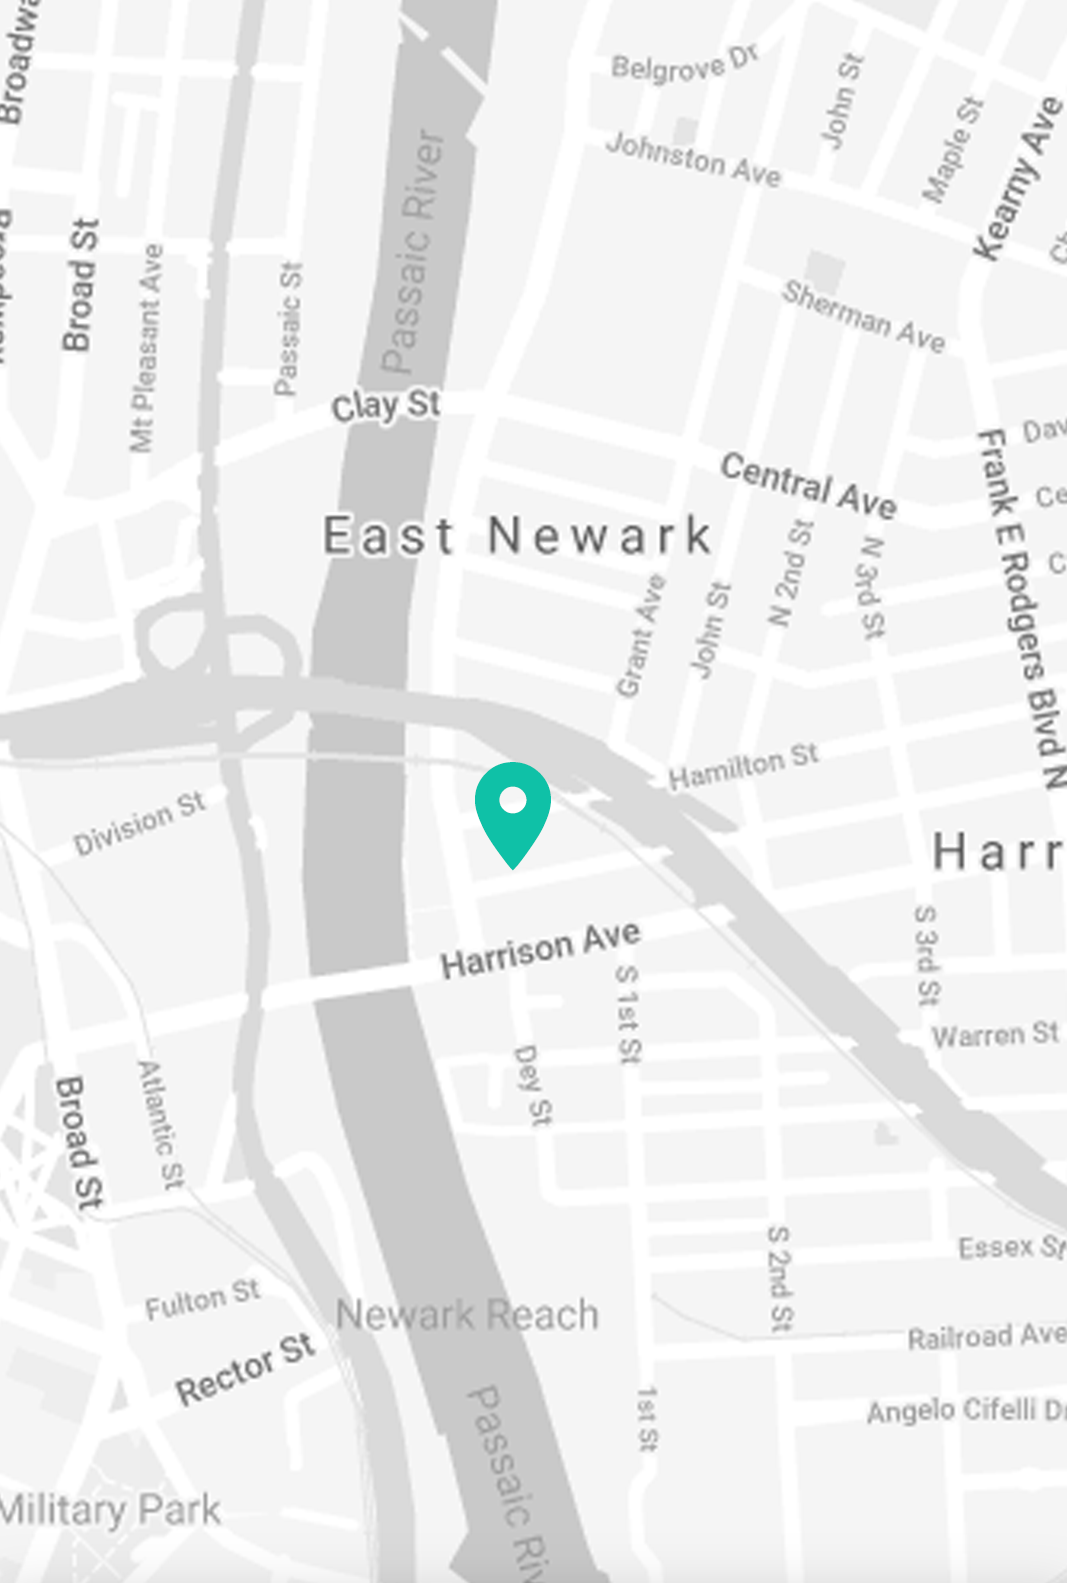 Belgrove Dr
John St
Maple St
Kearny Ave
Johnston Ave
Passaic River
Broad St
Mt Pleasant Ave
Passaic St
Sherman Ave
Clay St
Central Ave
East Newark
Frank E Rodgers Blvd N
N 2nd St
N 3rd St
Grant Ave
John St
Hamilton St
Division St
Harr
Harrison Ave
S 3rd St
S 1st St
Warren St
Dey St
Atlantic St
Broad St
S 2nd St
Essex St
Fulton St
Newark Reach
Rector St
Railroad Ave
1st St
Angelo Cifelli Dr
Passaic Riv
Military Park